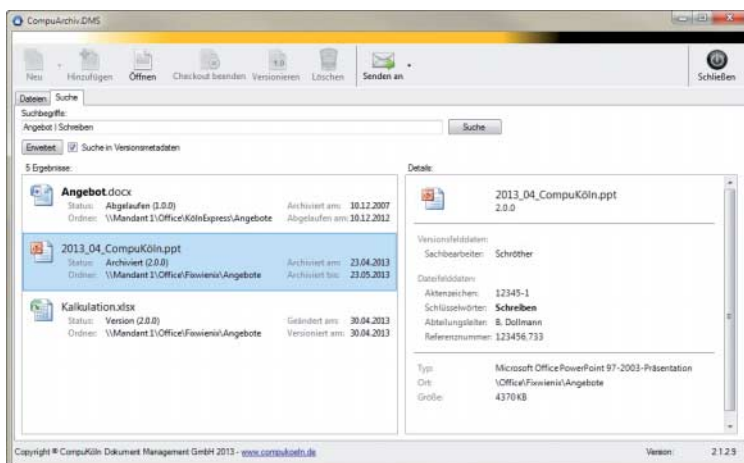 CompuArchiv.DMS
Neu Hinzufügen Öffnen Checkout beenden Versionieren Löschen Senden an Schließen
Dateien Suche
Suchbegriffe:
Angebot | Schreiben Suche
Erweitert Suche in Versionsmetadaten
5 Ergebnisse:
Angebot.docx
Status: Abgelaufen (1.0.0) Archiviert am: 10.12.2007
Ordner: \\Mandant 1\Office\KölnExpress\Angebote Abgelaufen am: 10.12.2012
2013_04_CompuKöln.ppt
Status: Archiviert (2.0.0) Archiviert am: 23.04.2013
Ordner: \\Mandant 1\Office\Fixwienix\Angebote Archiviert bis: 23.05.2013
Kalkulation.xlsx
Status: Version (2.0.0) Geändert am: 30.04.2013
Ordner: \\Mandant 1\Office\Fixwienix\Angebote Versioniert am: 30.04.2013
Details:
2013_04_CompuKöln.ppt
2.0.0
Versionsfelddaten:
Sachbearbeiter: Schröther
Dateifelddaten:
Aktenzeichen: 12345-1
Schlüsselwörter: Schreiben
Abteilungsleiter: B. Dollmann
Referenznummer: 123456.733
Typ: Microsoft Office PowerPoint 97-2003-Präsentation
Ort: \Office\Fixwienix\Angebote
Größe: 4370 KB
Copyright © CompuKöln Dokument Management GmbH 2013 - www.compukoeln.de Version: 2.1.2.9